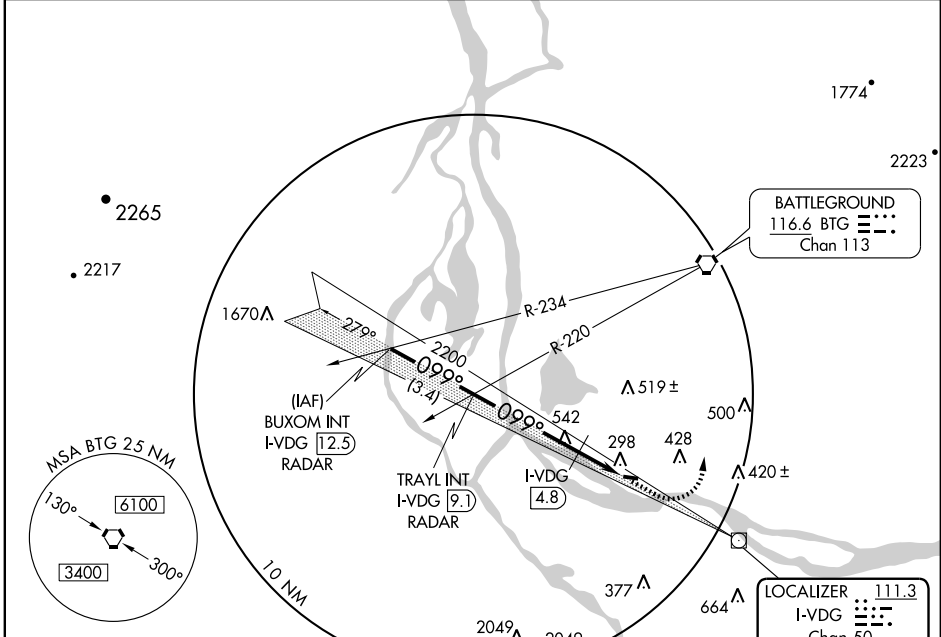 1774
2223
2265
2217
BATTLEGROUND
116.6 BTG
Chan 113
1670
279°
R-234
R-220
2200
099°
(3.4)
099°
519 ±
(IAF)
BUXOM INT
I-VDG 12.5
RADAR
542
298
428
500
420 ±
TRAYL INT
I-VDG 9.1
RADAR
I-VDG
4.8
MSA BTG 25 NM
130°
6100
3400
300°
10 NM
377
664
2049
LOCALIZER 111.3
I-VDG
Chan 50